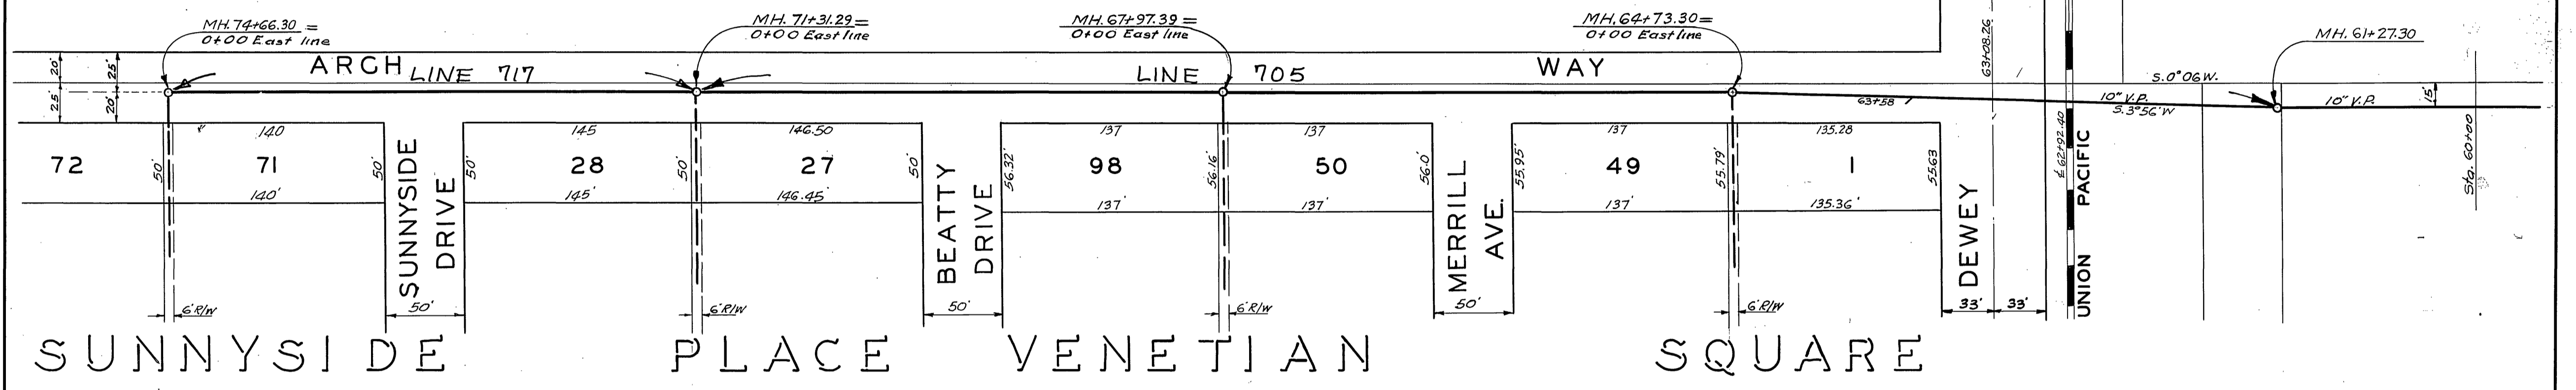 MH. 74+66.30 =
0+00 East line
MH. 71+31.29 =
0+00 East line
MH. 67+97.39 =
0+00 East line
MH. 64+73.30 =
0+00 East line
MH. 61+27.30
63+08.26
20'
25'
25'
20'
ARCH
WAY
LINE 717
LINE 705
S. 0°06 W.
63+58
10" V.P.
S. 3°56' W
10" V.P.
15'
₵ 62+92.40
Sta. 60+00
140
145
146.50
137
137
137
135.28
72
50'
71
50'
50'
28
50'
27
50'
56.32'
98
56.16'
50
56.0'
55.95'
49
55.79'
1
55.63
140'
145'
146.45'
137'
137'
137'
135.36'
SUNNYSIDE
DRIVE
BEATTY
DRIVE
MERRILL
AVE.
DEWEY
UNION PACIFIC
6' R/W
50'
6' R/W
50'
6' R/W
50'
6' R/W
33'
33'
SUNNYSIDE PLACE VENETIAN SQUARE